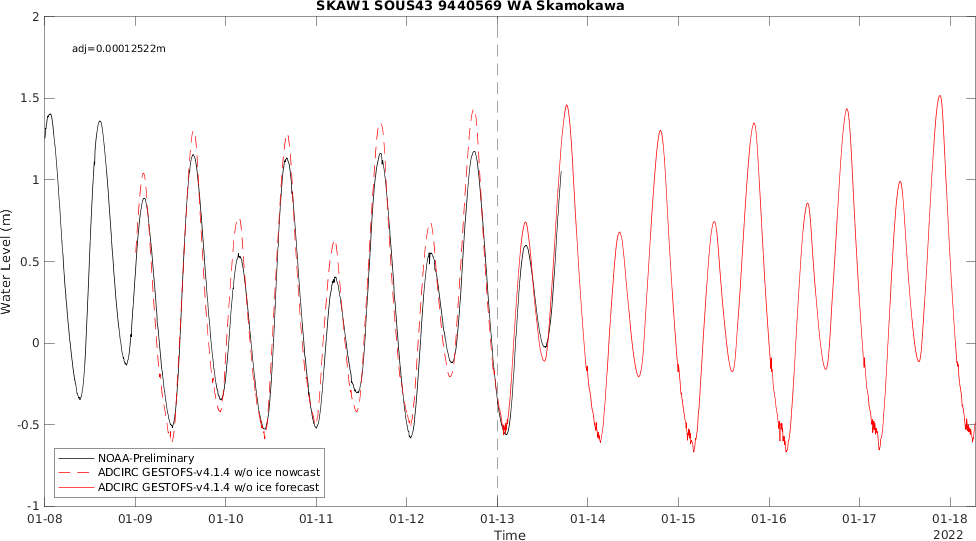 SKAW1 SOUS43 9440569 WA Skamokawa
adj=0.00012522m
2
1.5
1
0.5
0
-0.5
-1
Water Level (m)
NOAA-Preliminary
ADCIRC GESTOFS-v4.1.4 w/o ice nowcast
ADCIRC GESTOFS-v4.1.4 w/o ice forecast
01-08 01-09 01-10 01-11 01-12 01-13 01-14 01-15 01-16 01-17 01-18
Time
2022